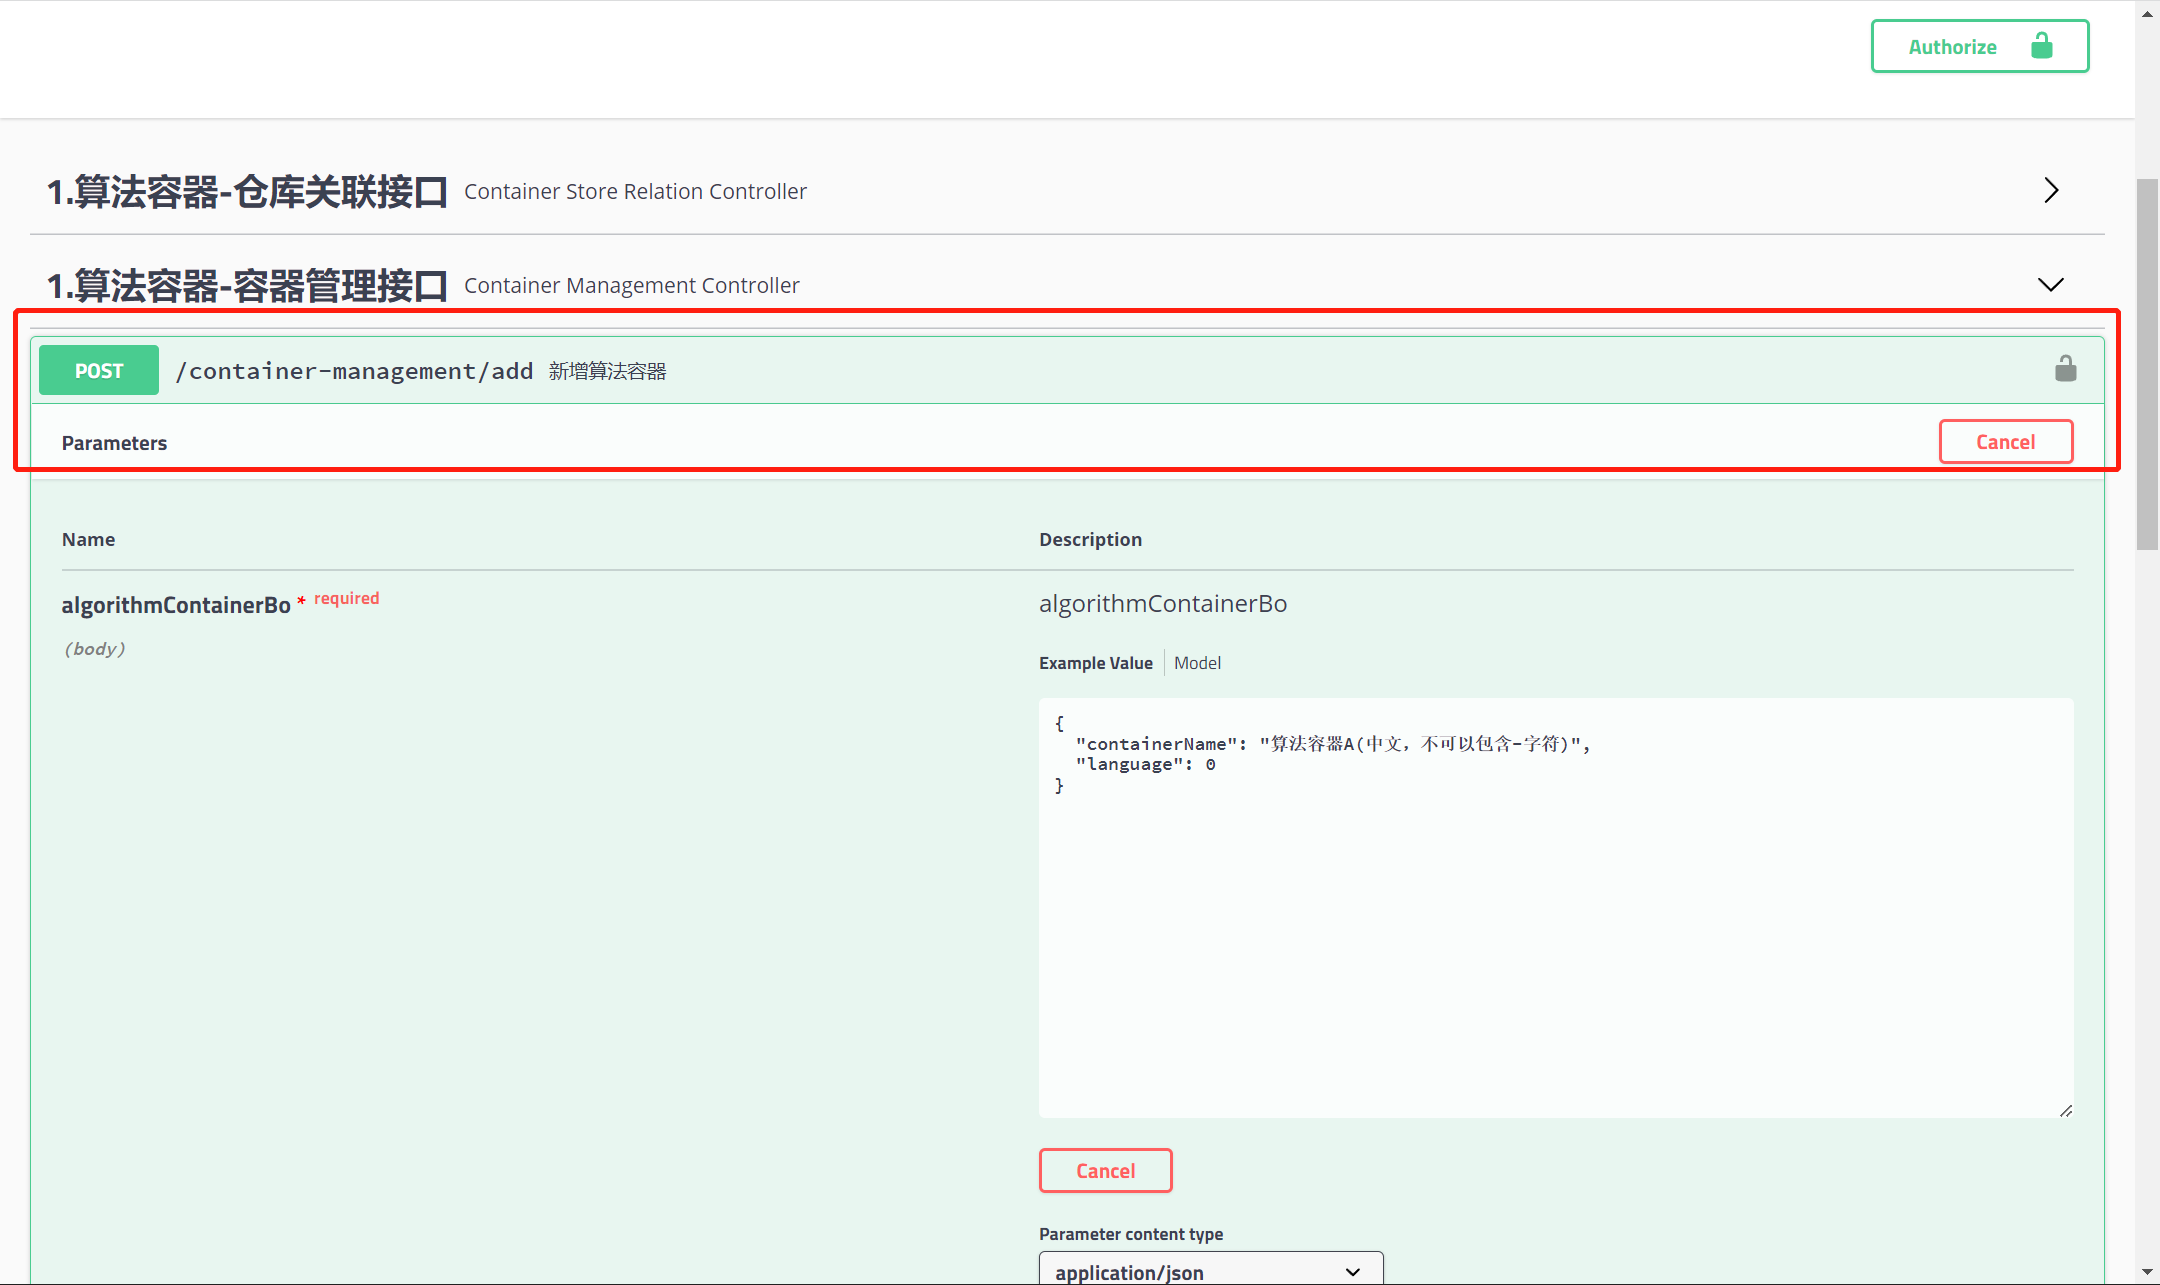 Authorize
1.算法容器-仓库关联接口 Container Store Relation Controller
1.算法容器-容器管理接口 Container Management Controller
POST /container-management/add 新增算法容器
Parameters Cancel
Name Description
algorithmContainerBo * required algorithmContainerBo
(body)
Example Value Model
{
"containerName": "算法容器A(中文，不可以包含-字符)",
"language": 0
}
Cancel
Parameter content type
application/json